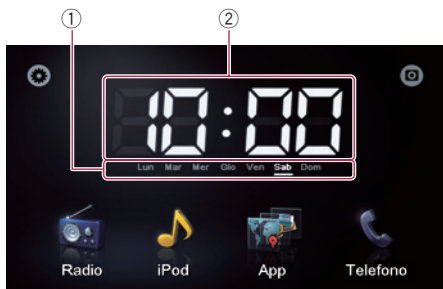 ① ②
10:00
Lun Mar Mer Gio Ven Sab Dom
Radio iPod App Telefono